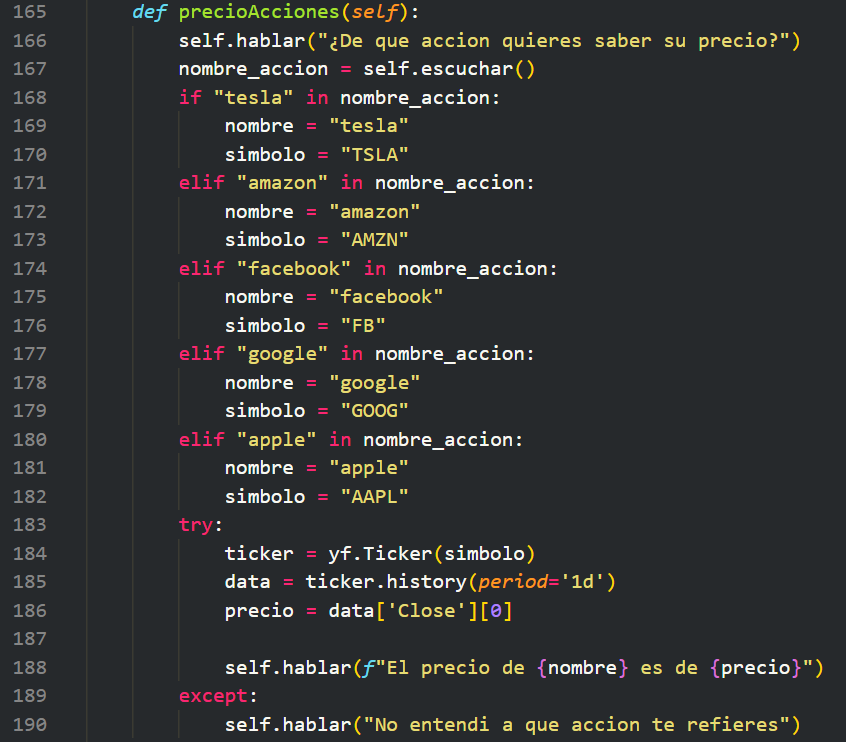 165 def precioAcciones(self):
166 self.hablar("¿De que accion quieres saber su precio?")
167 nombre_accion = self.escuchar()
168 if "tesla" in nombre_accion:
169 nombre = "tesla"
170 simbolo = "TSLA"
171 elif "amazon" in nombre_accion:
172 nombre = "amazon"
173 simbolo = "AMZN"
174 elif "facebook" in nombre_accion:
175 nombre = "facebook"
176 simbolo = "FB"
177 elif "google" in nombre_accion:
178 nombre = "google"
179 simbolo = "GOOG"
180 elif "apple" in nombre_accion:
181 nombre = "apple"
182 simbolo = "AAPL"
183 try:
184 ticker = yf.Ticker(simbolo)
185 data = ticker.history(period='1d')
186 precio = data['Close'][0]
187
188 self.hablar(f"El precio de {nombre} es de {precio}")
189 except:
190 self.hablar("No entendi a que accion te refieres")